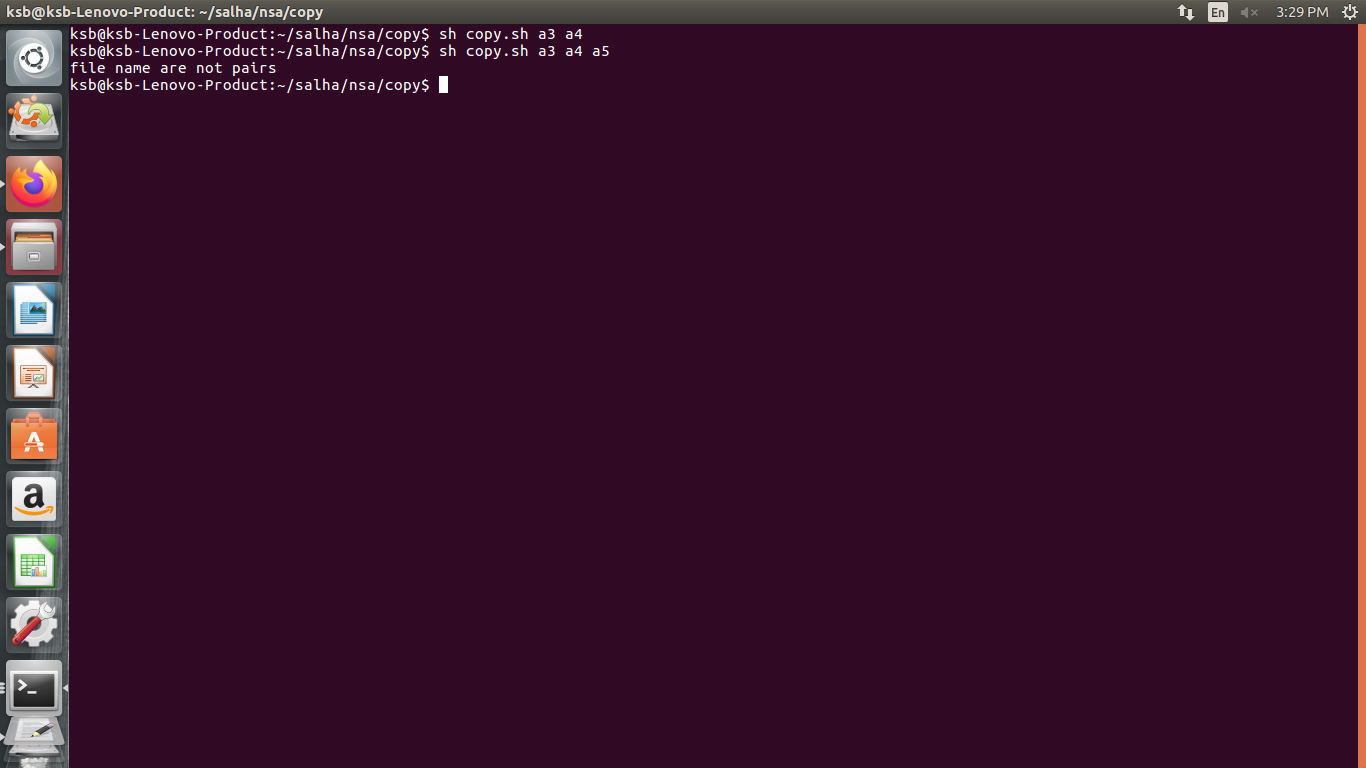 ksb@ksb-Lenovo-Product: ~/salha/nsa/copy
En
3:29 PM
ksb@ksb-Lenovo-Product:~/salha/nsa/copy$ sh copy.sh a3 a4
ksb@ksb-Lenovo-Product:~/salha/nsa/copy$ sh copy.sh a3 a4 a5
file name are not pairs
ksb@ksb-Lenovo-Product:~/salha/nsa/copy$